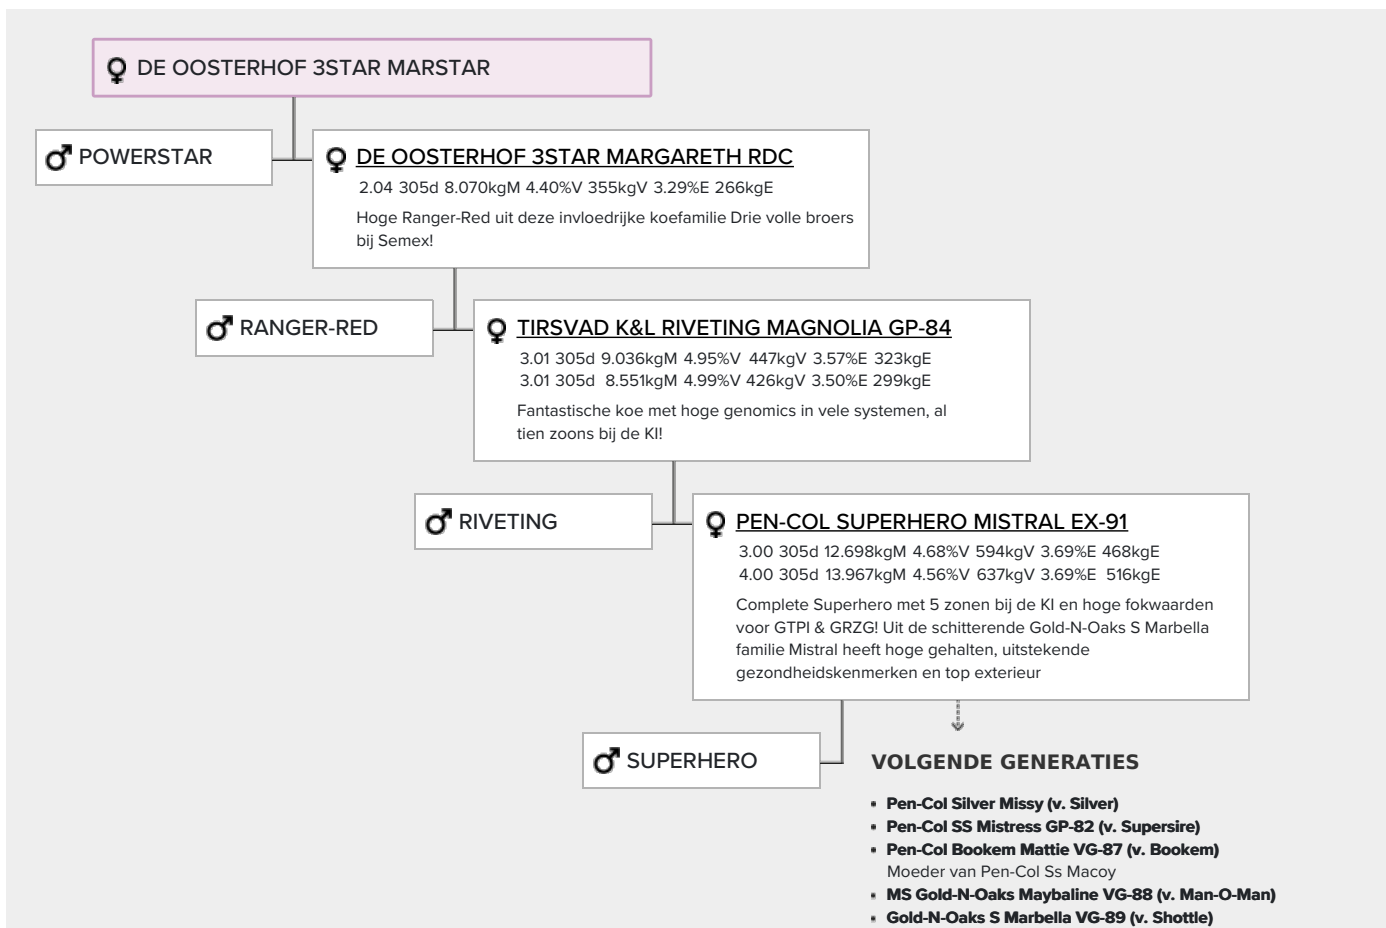 DE OOSTERHOF 3STAR MARSTAR
POWERSTAR
DE OOSTERHOF 3STAR MARGARETH RDC
2.04 305d 8.070kgM 4.40%V 355kgV 3.29%E 266kgE
Hoge Ranger-Red uit deze invloedrijke koefamilie Drie volle broers
bij Semex!
RANGER-RED
TIRSVAD K&L RIVETING MAGNOLIA GP-84
3.01 305d 9.036kgM 4.95%V 447kgV 3.57%E 323kgE
3.01 305d 8.551kgM 4.99%V 426kgV 3.50%E 299kgE
Fantastische koe met hoge genomics in vele systemen, al
tien zoons bij de KI!
RIVETING
PEN-COL SUPERHERO MISTRAL EX-91
3.00 305d 12.698kgM 4.68%V 594kgV 3.69%E 468kgE
4.00 305d 13.967kgM 4.56%V 637kgV 3.69%E 516kgE
Complete Superhero met 5 zonen bij de KI en hoge fokwaarden
voor GTPI & GRZG! Uit de schitterende Gold-N-Oaks S Marbella
familie Mistral heeft hoge gehalten, uitstekende
gezondheidskenmerken en top exterieur
SUPERHERO
VOLGENDE GENERATIES
Pen-Col Silver Missy (v. Silver)
Pen-Col SS Mistress GP-82 (v. Supersire)
Pen-Col Bookem Mattie VG-87 (v. Bookem)
Moeder van Pen-Col Ss Macoy
MS Gold-N-Oaks Maybaline VG-88 (v. Man-O-Man)
Gold-N-Oaks S Marbella VG-89 (v. Shottle)